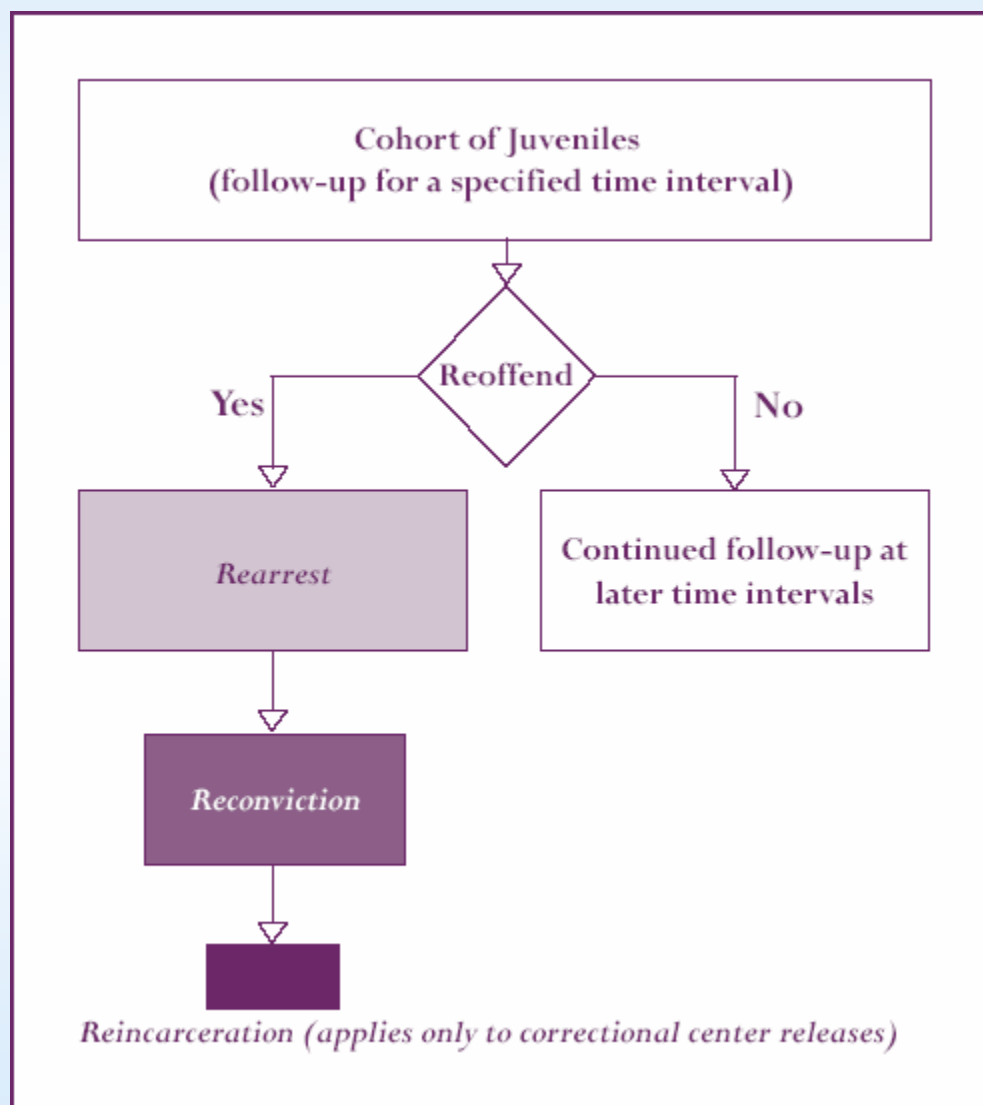 Cohort of Juveniles
(follow-up for a specified time interval)
Reoffend
Yes
No
Rearrest
Continued follow-up at
later time intervals
Reconviction
Reincarceration (applies only to correctional center releases)